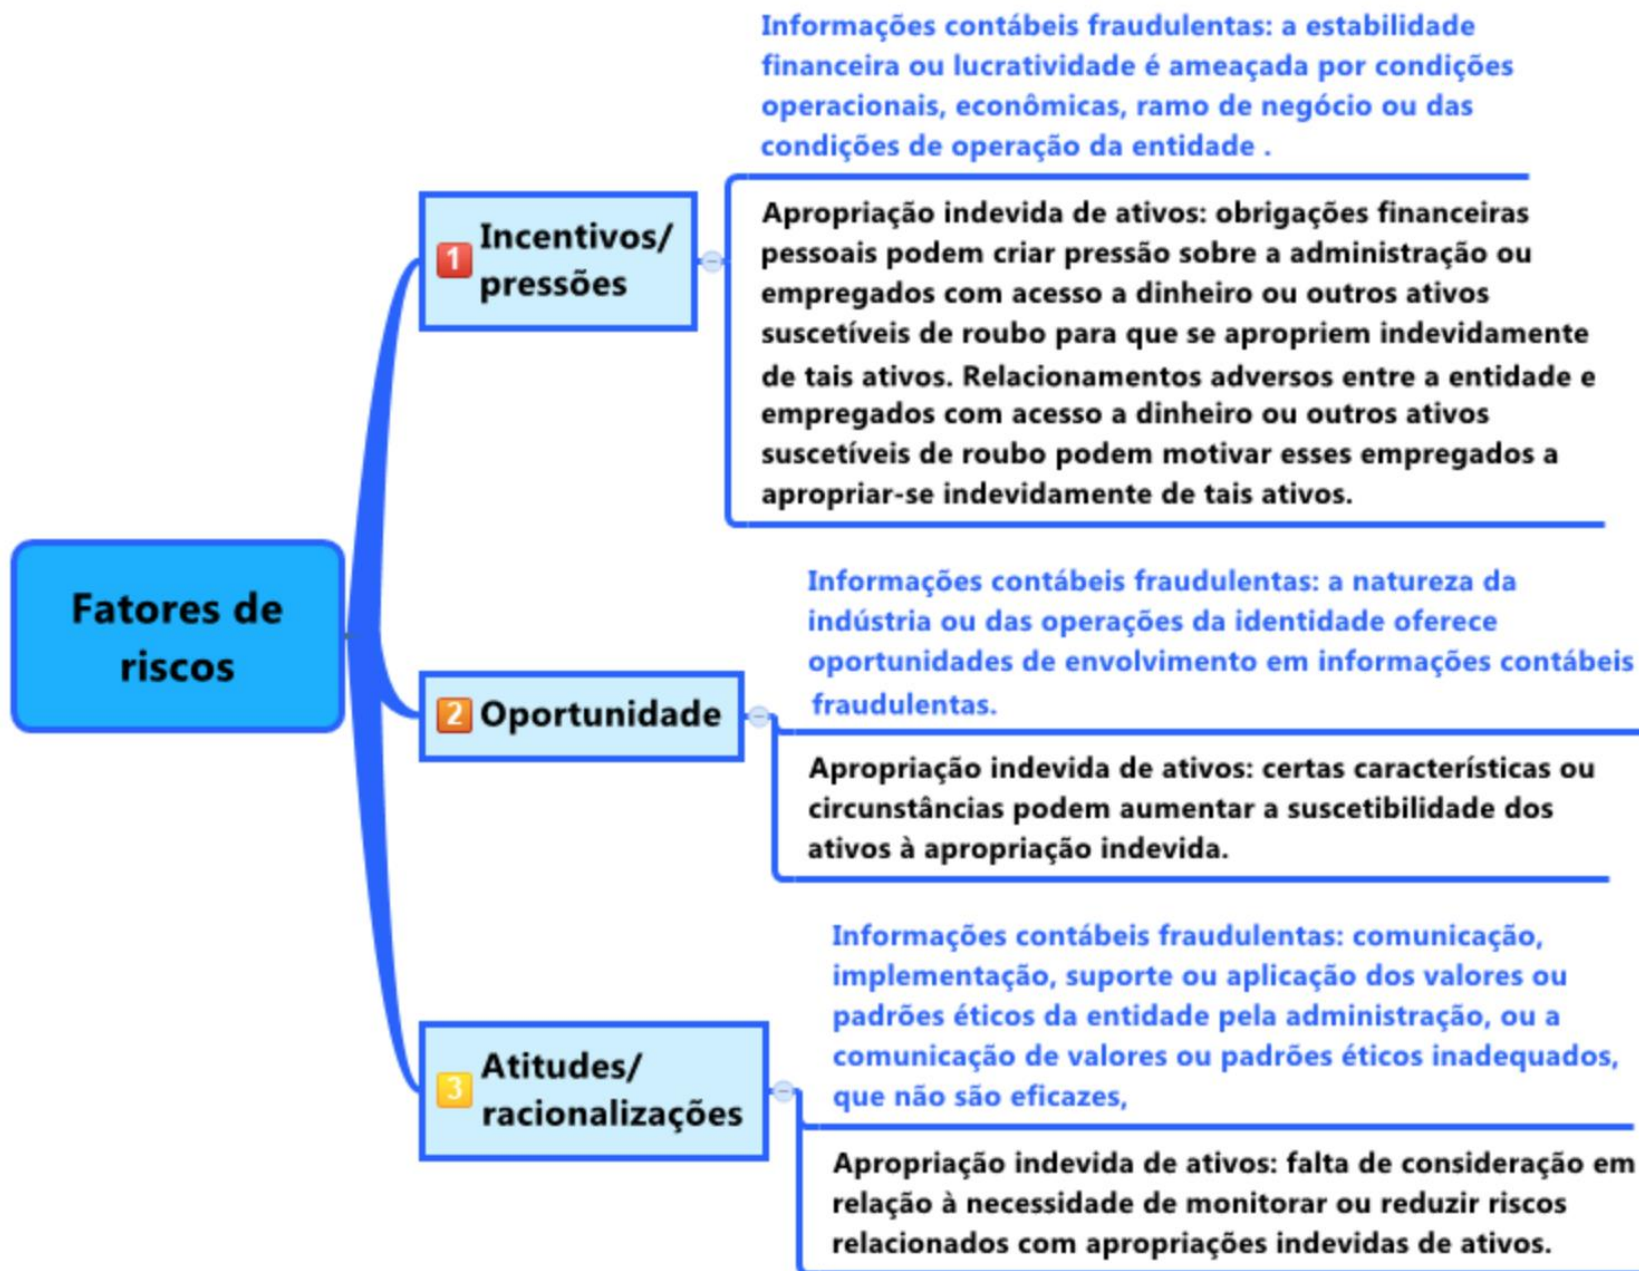 Fatores de
riscos
1 Incentivos/
pressões
Informações contábeis fraudulentas: a estabilidade
financeira ou lucratividade é ameaçada por condições
operacionais, econômicas, ramo de negócio ou das
condições de operação da entidade .
Apropriação indevida de ativos: obrigações financeiras
pessoais podem criar pressão sobre a administração ou
empregados com acesso a dinheiro ou outros ativos
suscetíveis de roubo para que se apropriem indevidamente
de tais ativos. Relacionamentos adversos entre a entidade e
empregados com acesso a dinheiro ou outros ativos
suscetíveis de roubo podem motivar esses empregados a
apropriar-se indevidamente de tais ativos.
2 Oportunidade
Informações contábeis fraudulentas: a natureza da
indústria ou das operações da identidade oferece
oportunidades de envolvimento em informações contábeis
fraudulentas.
Apropriação indevida de ativos: certas características ou
circunstâncias podem aumentar a suscetibilidade dos
ativos à apropriação indevida.
3 Atitudes/
racionalizações
Informações contábeis fraudulentas: comunicação,
implementação, suporte ou aplicação dos valores ou
padrões éticos da entidade pela administração, ou a
comunicação de valores ou padrões éticos inadequados,
que não são eficazes,
Apropriação indevida de ativos: falta de consideração em
relação à necessidade de monitorar ou reduzir riscos
relacionados com apropriações indevidas de ativos.